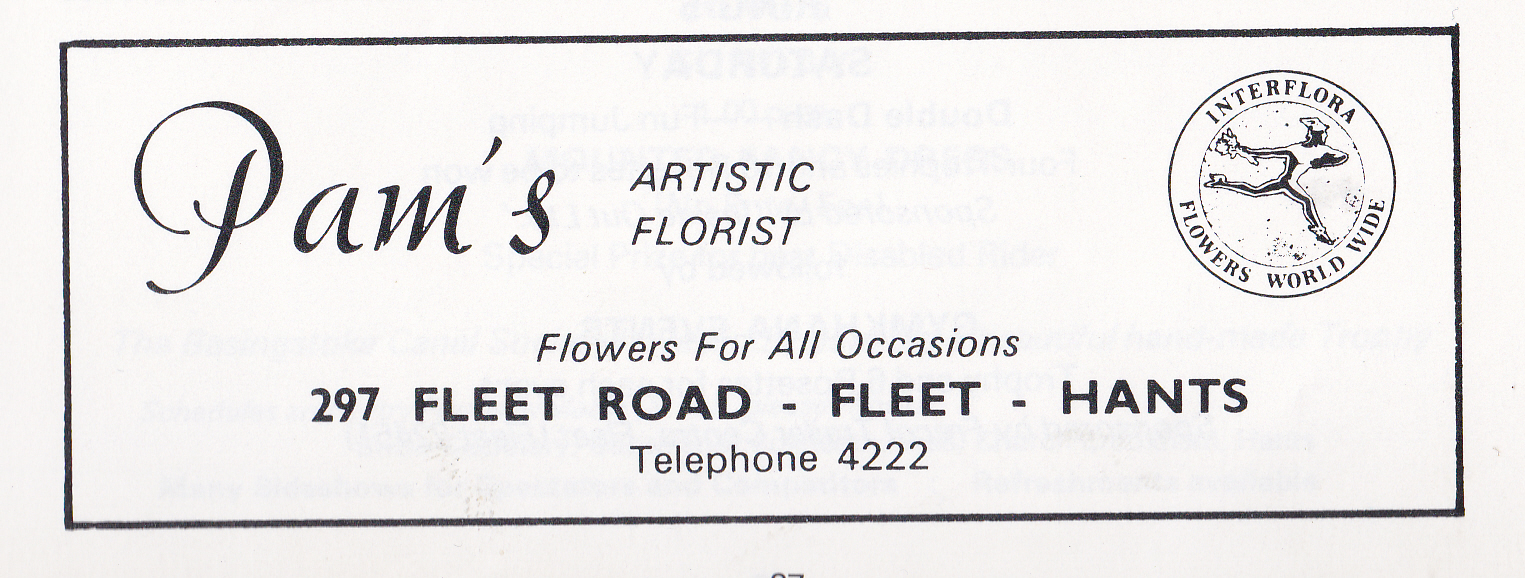 Pam's
ARTISTIC
FLORIST
INTERFLORA
FLOWERS WORLD WIDE
Flowers For All Occasions
297 FLEET ROAD - FLEET - HANTS
Telephone 4222